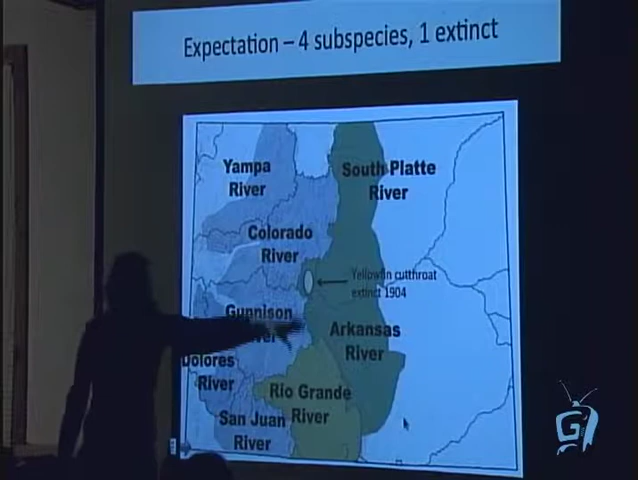 Expectation – 4 subspecies, 1 extinct
Yampa
River
South Platte
River
Colorado
River
Yellowfin cutthroat
extinct 1904
Gunnison
River
Arkansas
River
Dolores
River
Rio Grande
River
San Juan
River
G